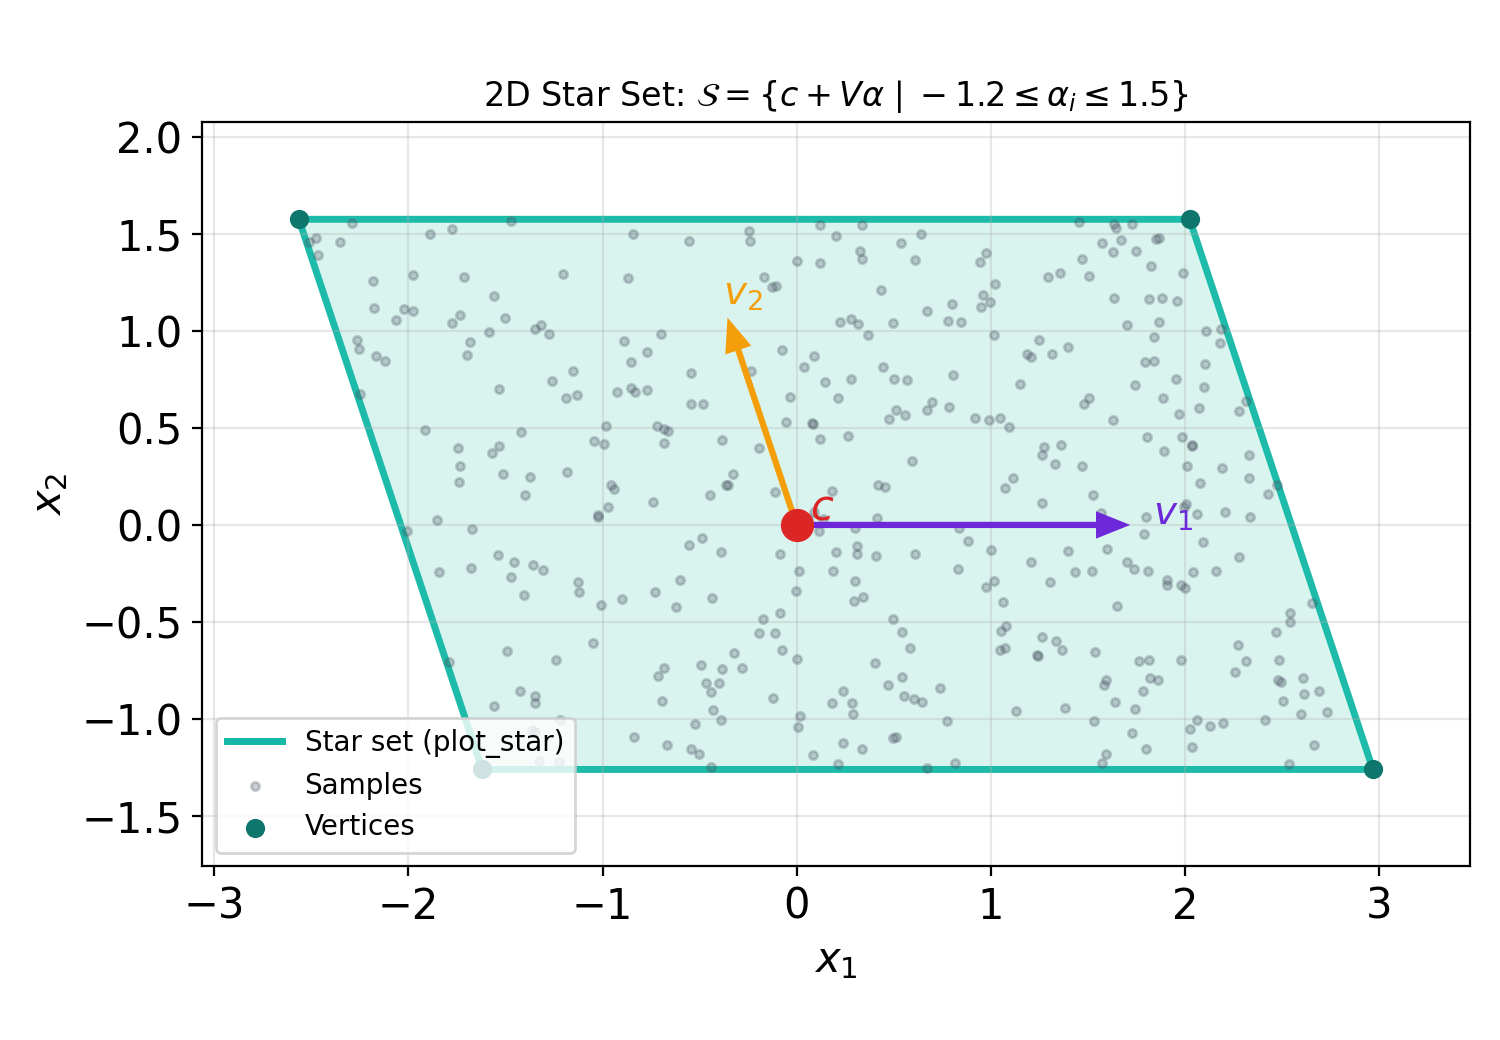 2D Star Set: 𝒮 = {c + Vα | − 1.2 ≤ αᵢ ≤ 1.5}
2.0
1.5
1.0
0.5
0.0
−0.5
−1.0
−1.5
x₂
v₂
c
v₁
Star set (plot_star)
Samples
Vertices
−3
−2
−1
0
1
2
3
x₁